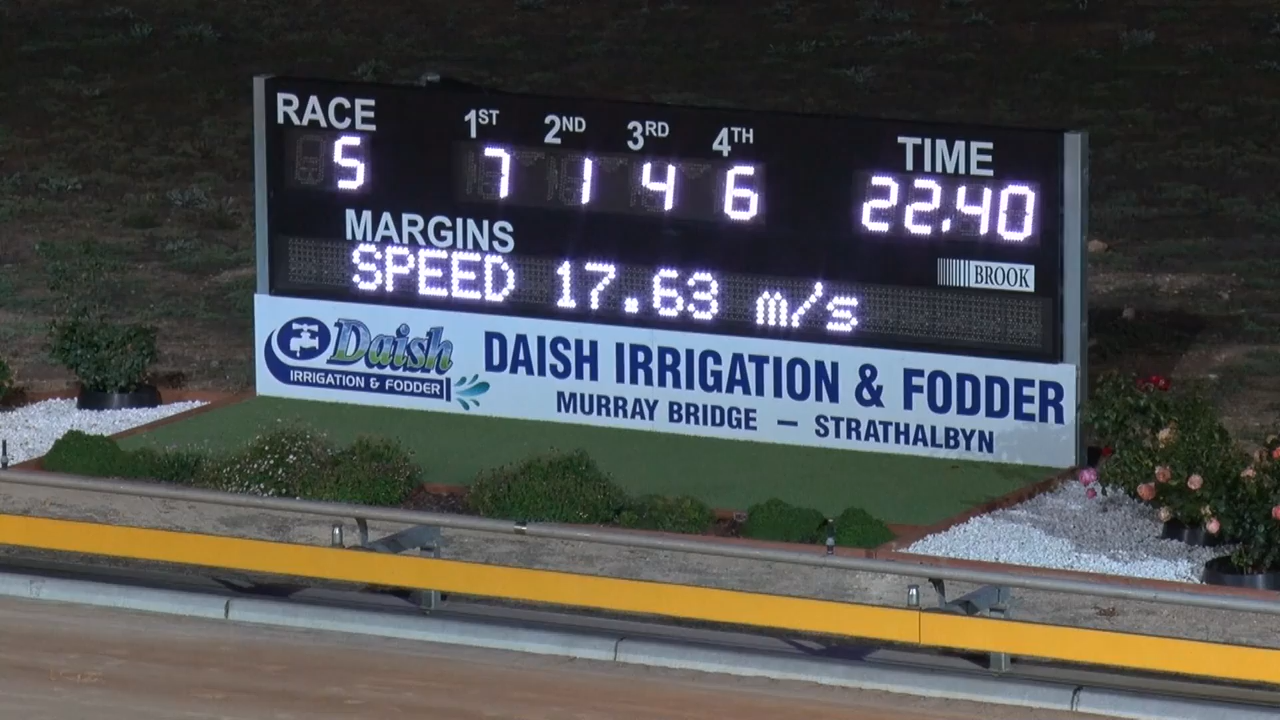 RACE 1ST 2ND 3RD 4TH TIME
5 7 1 4 6 22.40
MARGINS
SPEED 17.63 m/s
BROOK
Daish
IRRIGATION & FODDER
DAISH IRRIGATION & FODDER
MURRAY BRIDGE — STRATHALBYN